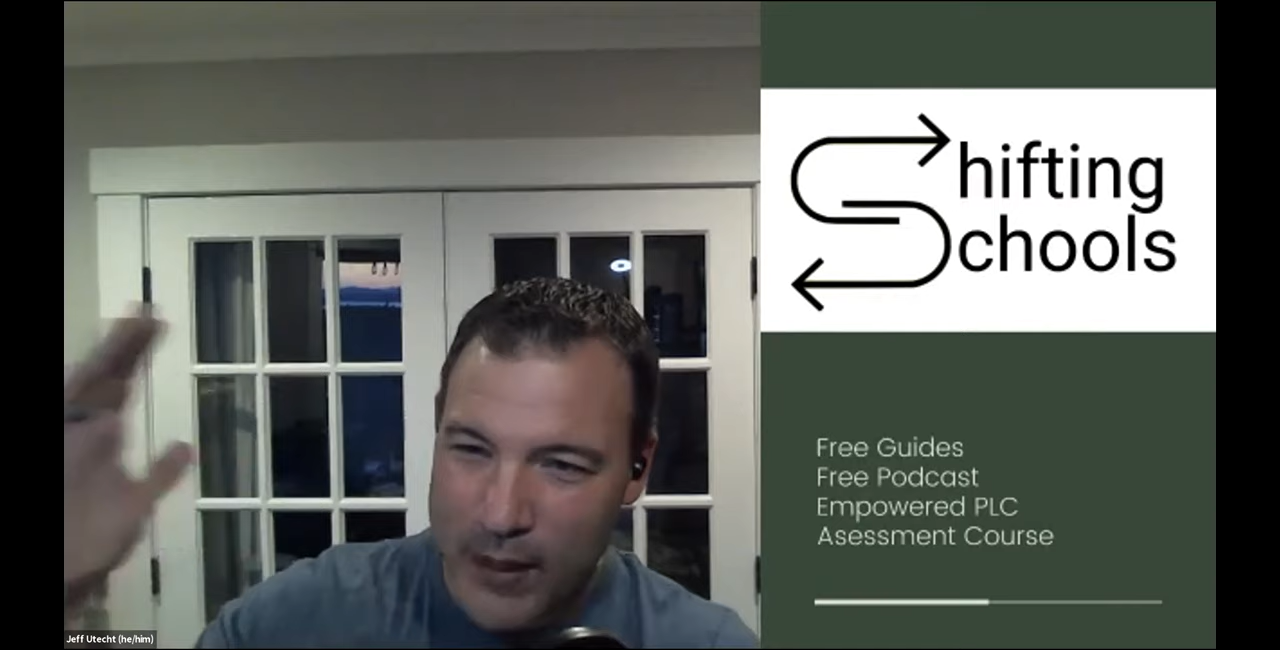 Shifting
Schools
Free Guides
Free Podcast
Empowered PLC
Asessment Course
Jeff Utecht (he/him)